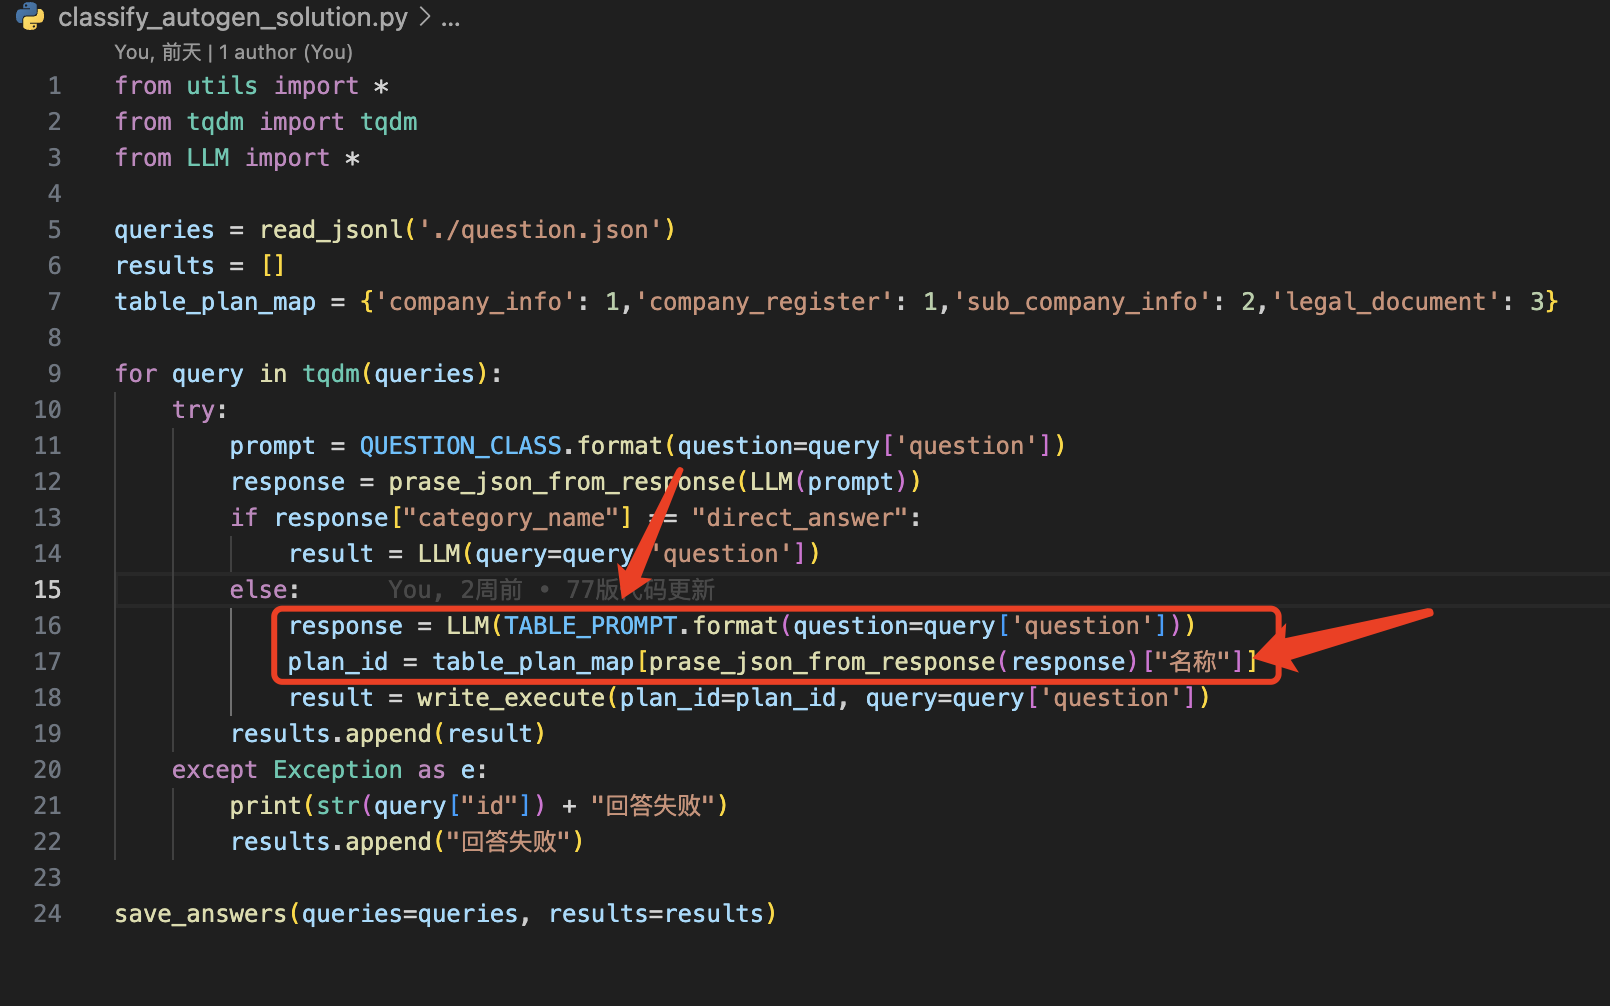 classify_autogen_solution.py > ...
You, 前天 | 1 author (You)
1 from utils import *
2 from tqdm import tqdm
3 from LLM import *
4
5 queries = read_jsonl('./question.json')
6 results = []
7 table_plan_map = {'company_info': 1,'company_register': 1,'sub_company_info': 2,'legal_document': 3}
8
9 for query in tqdm(queries):
10     try:
11         prompt = QUESTION_CLASS.format(question=query['question'])
12         response = prase_json_from_response(LLM(prompt))
13         if response["category_name"] == "direct_answer":
14             result = LLM(query=query['question'])
15         else:      You, 2周前 • 77版代码更新
16             response = LLM(TABLE_PROMPT.format(question=query['question']))
17             plan_id = table_plan_map[prase_json_from_response(response)["名称"]]
18             result = write_execute(plan_id=plan_id, query=query['question'])
19         results.append(result)
20     except Exception as e:
21         print(str(query["id"]) + "回答失败")
22         results.append("回答失败")
23
24 save_answers(queries=queries, results=results)